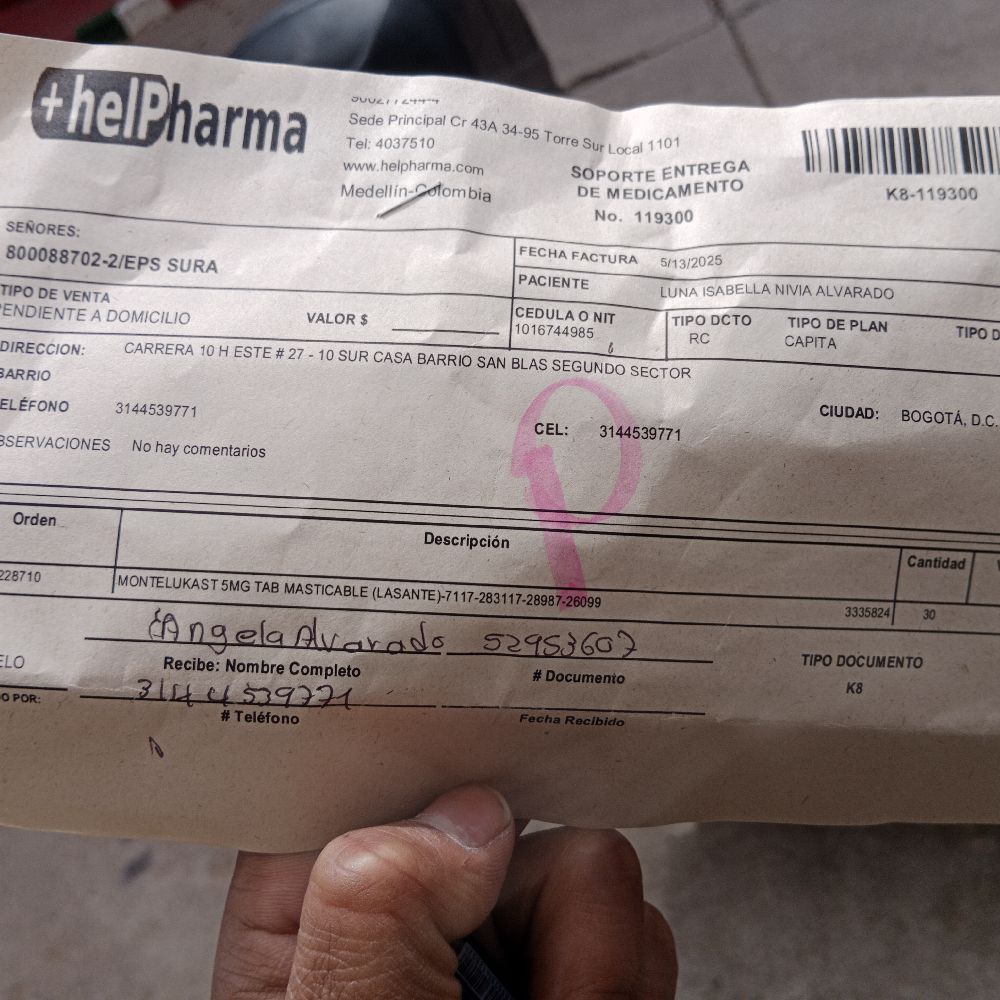 +helPharma
Sede Principal Cr 43A 34-95 Torre Sur Local 1101
Tel: 4037510
www.helpharma.com
Medellín-Colombia
SOPORTE ENTREGA
DE MEDICAMENTO
No. 119300
K8-119300
SEÑORES:
800088702-2/EPS SURA
FECHA FACTURA 5/13/2025
PACIENTE LUNA ISABELLA NIVIA ALVARADO
TIPO DE VENTA
PENDIENTE A DOMICILIO VALOR $
CEDULA O NIT
1016744985
TIPO DCTO
RC
TIPO DE PLAN
CAPITA
TIPO D
DIRECCION: CARRERA 10 H ESTE # 27 - 10 SUR CASA BARRIO SAN BLAS SEGUNDO SECTOR
BARRIO
ELÉFONO 3144539771
CEL: 3144539771
CIUDAD: BOGOTÁ, D.C.
BSERVACIONES No hay comentarios
Orden Descripción Cantidad
228710 MONTELUKAST 5MG TAB MASTICABLE (LASANTE)-7117-283117-28987-26099 3335824 30
Angela Alvarado 52953607
Recibe: Nombre Completo # Documento
TIPO DOCUMENTO
K8
ELO
O POR:
3144539771
# Teléfono Fecha Recibido